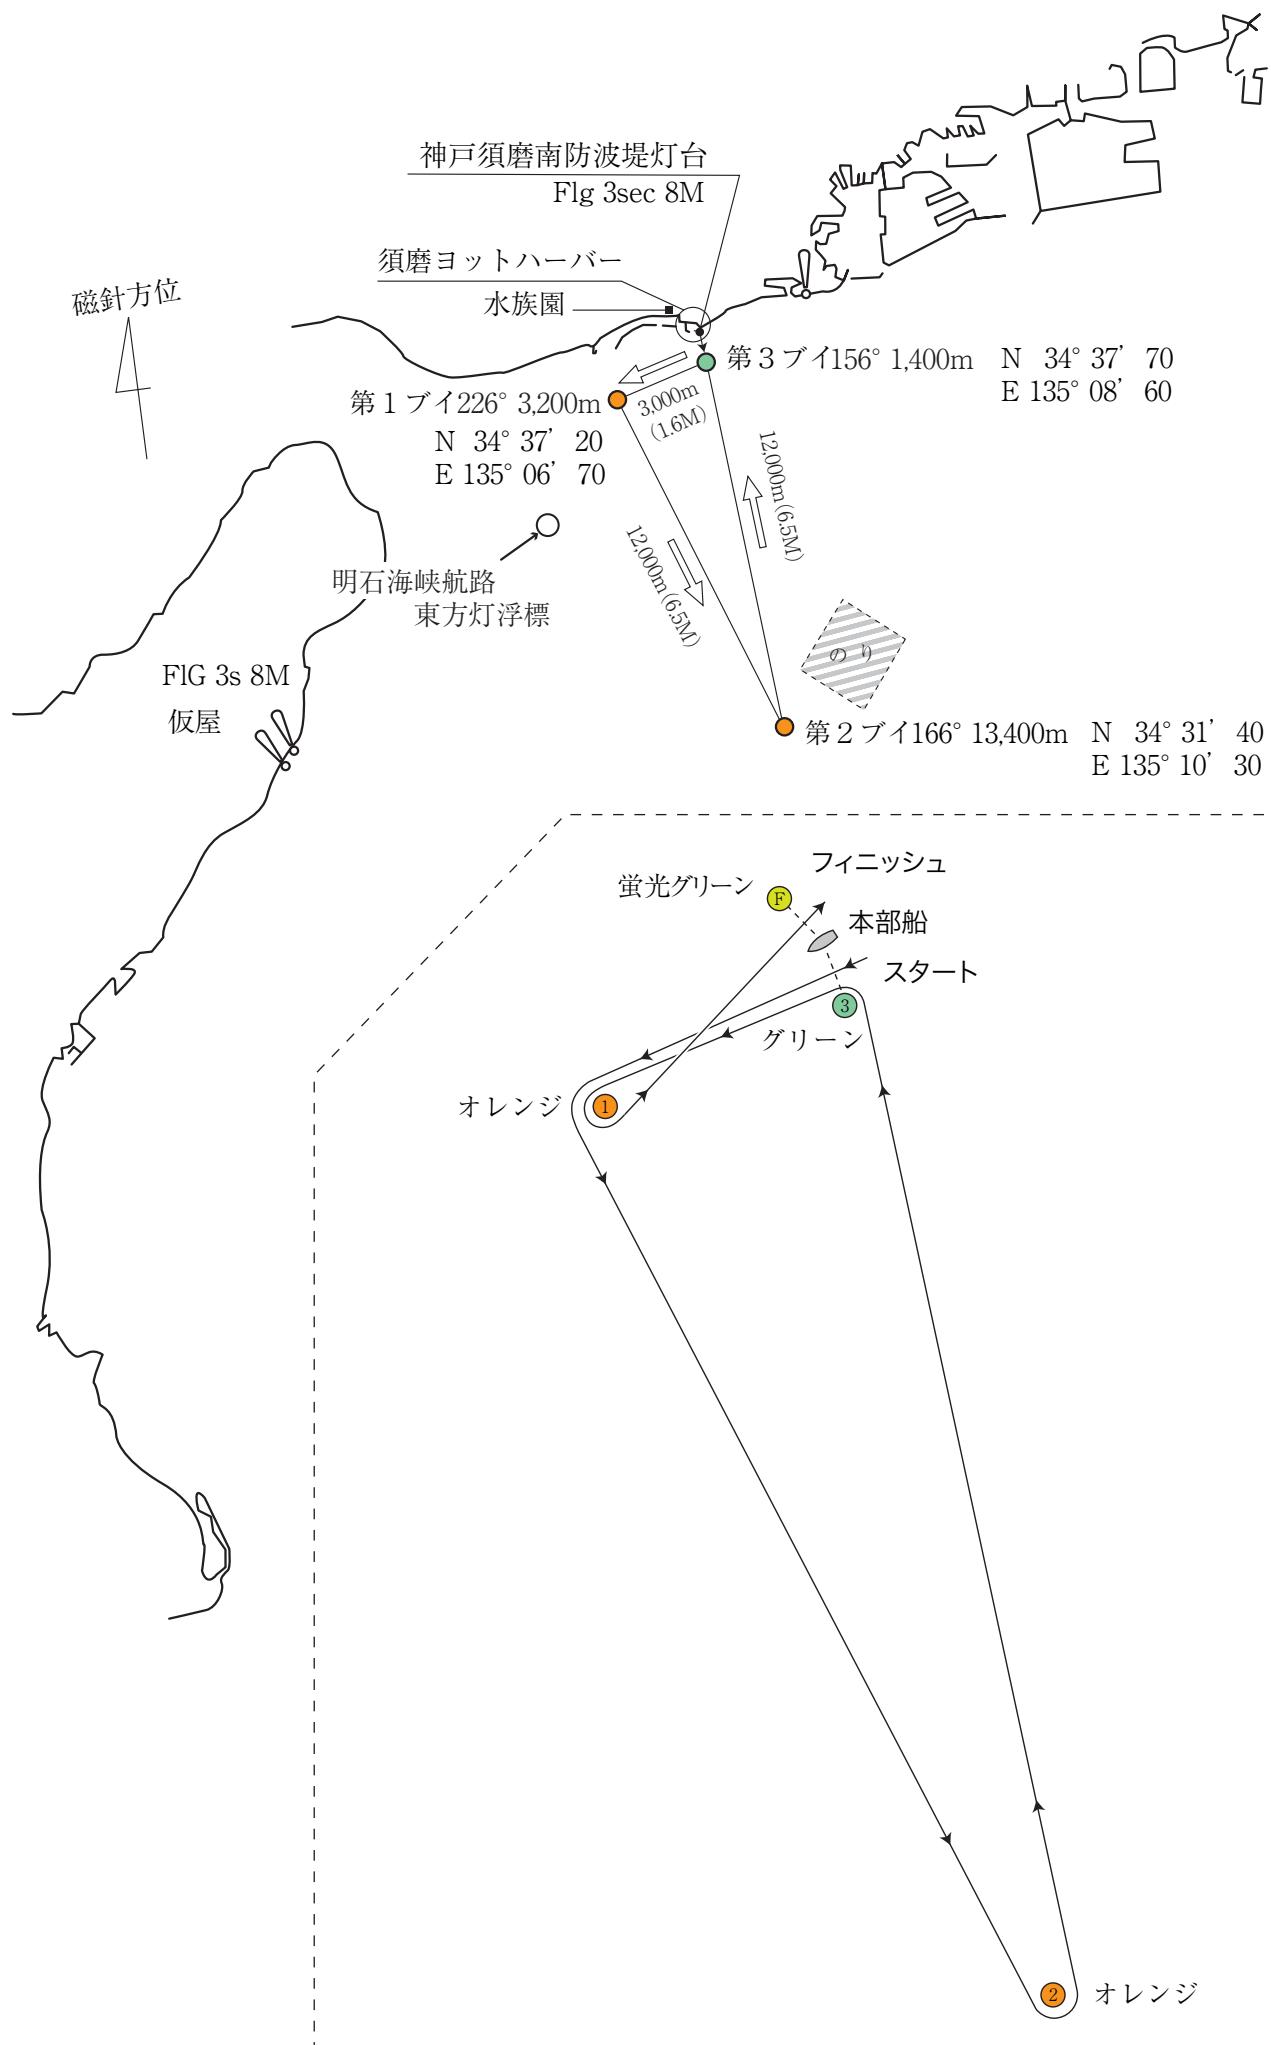 神戸須磨南防波堤灯台
Flg 3sec 8M
須磨ヨットハーバー
水族園
磁針方位
第３ブイ156° 1,400m N 34° 37’ 70
E 135° 08’ 60
第１ブイ226° 3,200m
N 34° 37’ 20
E 135° 06’ 70
3,000m
(1.6M)
12,000m(6.5M)
12,000m(6.5M)
明石海峡航路
東方灯浮標
のり
FlG 3s 8M
仮屋
第２ブイ166° 13,400m N 34° 31’ 40
E 135° 10’ 30
フィニッシュ
蛍光グリーン
F
本部船
スタート
3
グリーン
オレンジ
1
2
オレンジ